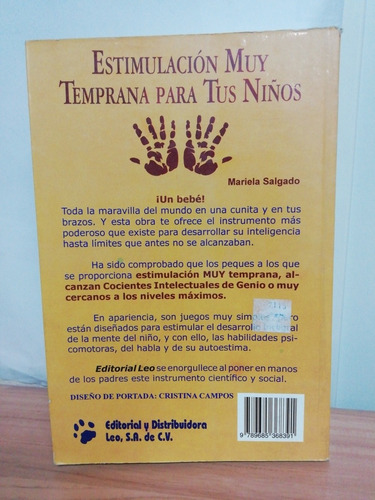 ESTIMULACIÓN MUY
TEMPRANA PARA TUS NIÑOS
Mariela Salgado
¡Un bebé!
Toda la maravilla del mundo en una cunita y en tus
brazos. Y esta obra te ofrece el instrumento más
poderoso que existe para desarrollar su inteligencia
hasta límites que antes no se alcanzaban.
Ha sido comprobado que los peques a los que
se proporciona estimulación MUY temprana, al-
canzan Cocientes Intelectuales de Genio o muy
cercanos a los niveles máximos.
En apariencia, son juegos muy
están diseñados para estimular el desarrollo
de la mente del niño, y con ello, las habilidades psi-
comotoras, del habla y de su autoestima.
Editorial Leo se enorgullece al poner en manos
de los padres este instrumento científico y social.
DISEÑO DE PORTADA: CRISTINA CAMPOS
Editorial y Distribuidora
Leo, S.A. de C.V.
9 789685 368391